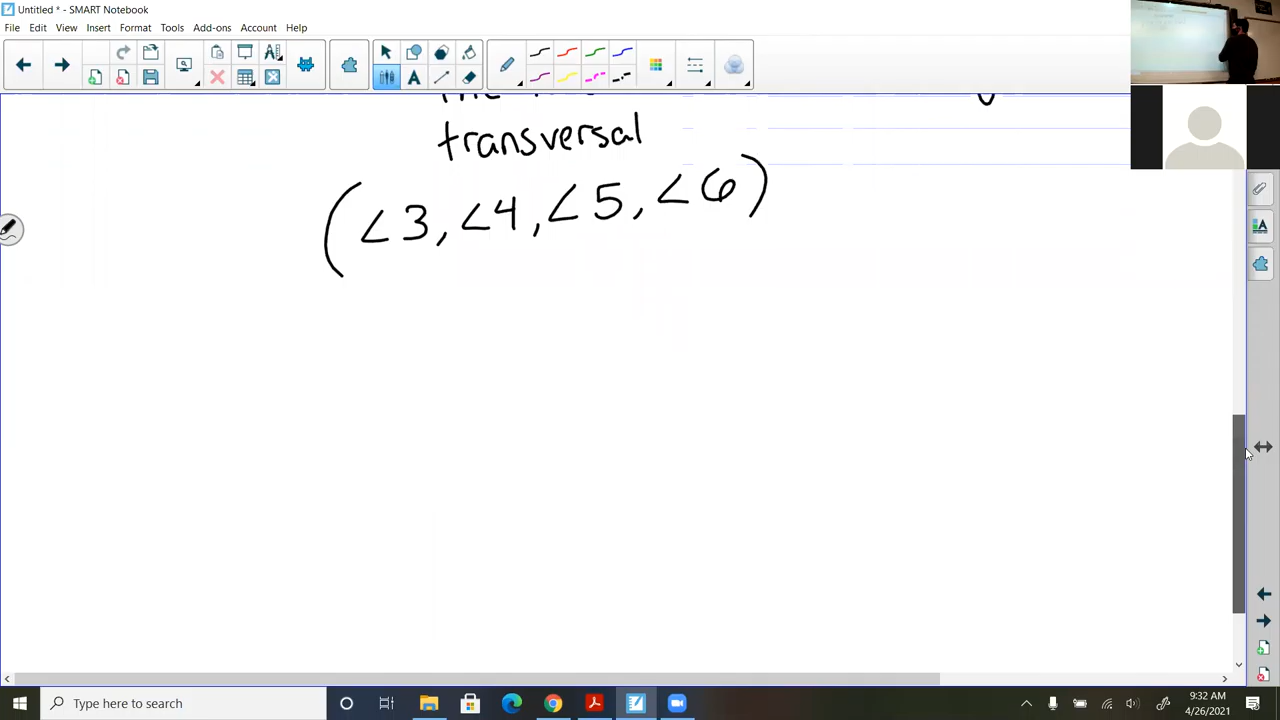 Untitled * - SMART Notebook
File Edit View Insert Format Tools Add-ons Account Help
transversal
(∠3, ∠4, ∠5, ∠6)
Type here to search
9:32 AM
4/26/2021